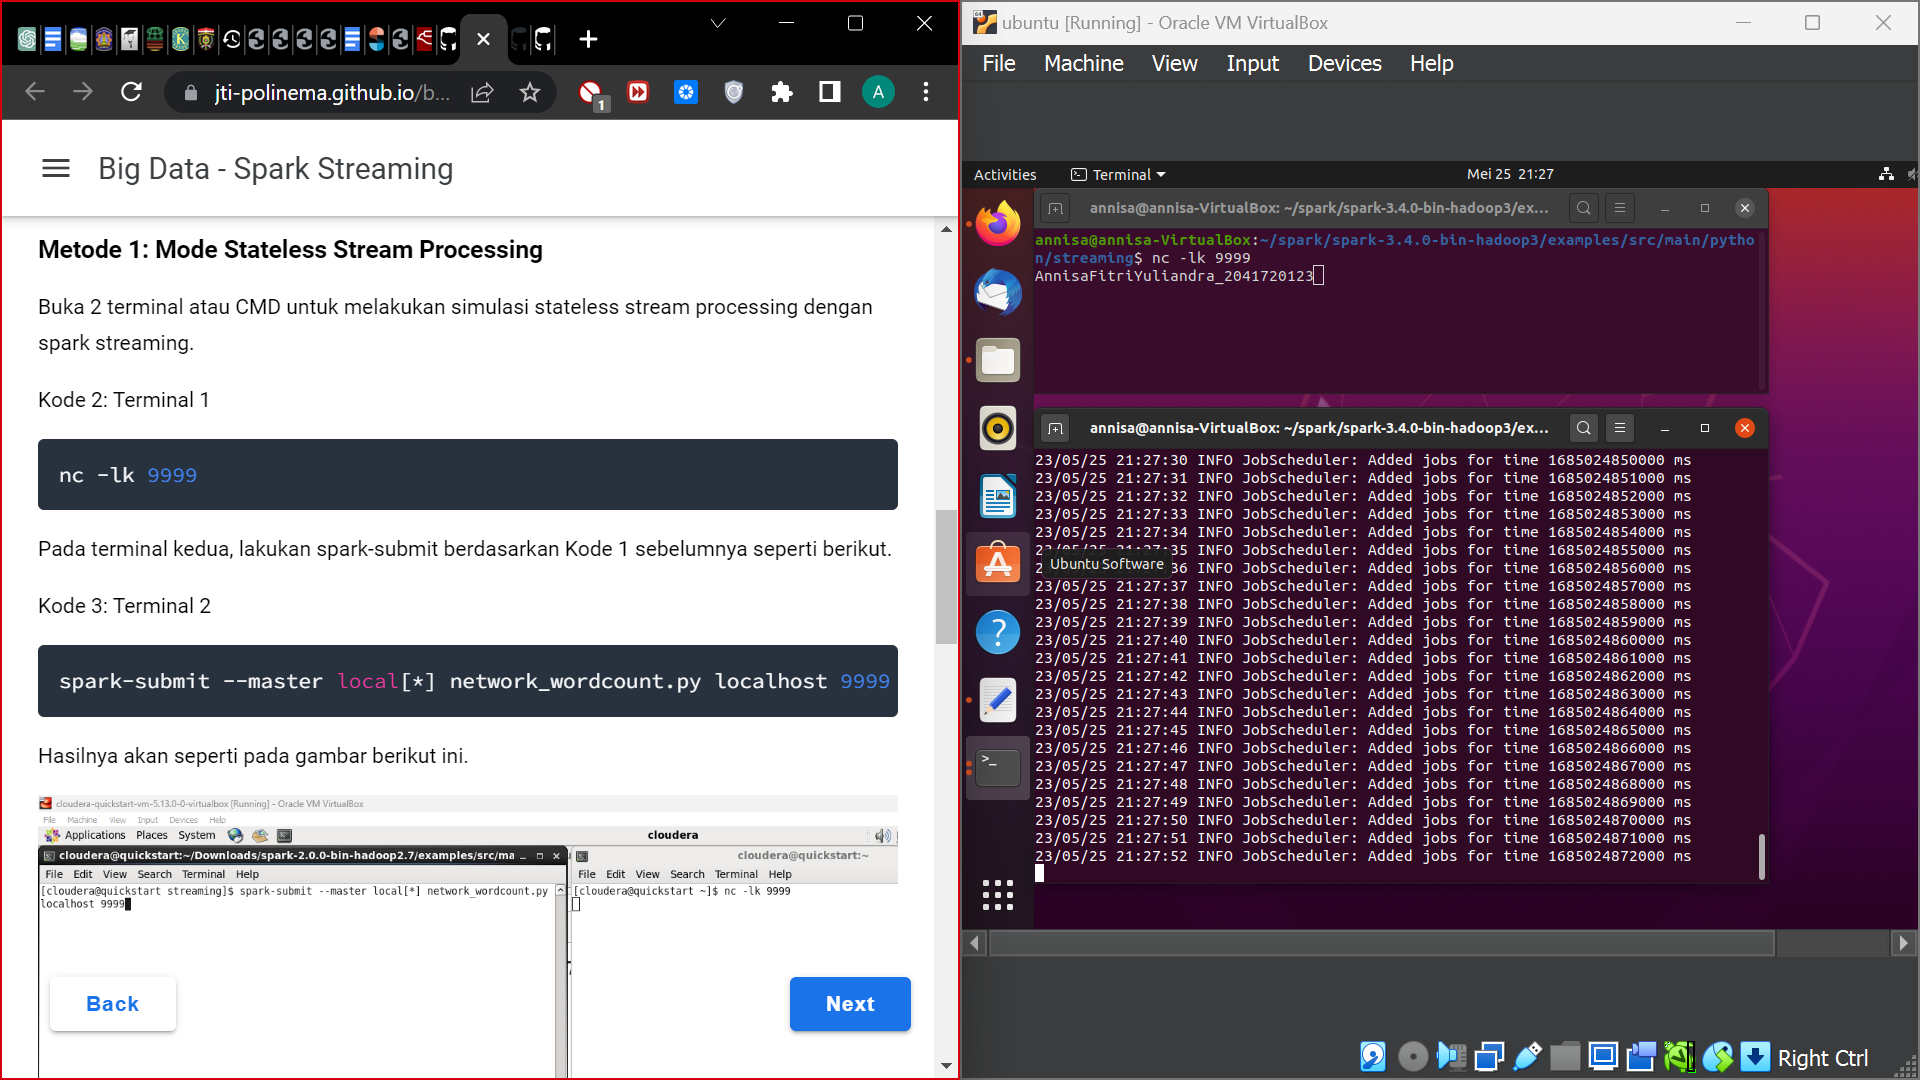 jti-polinema.github.io/b...
1
A
Big Data - Spark Streaming
Metode 1: Mode Stateless Stream Processing
Buka 2 terminal atau CMD untuk melakukan simulasi stateless stream processing dengan
spark streaming.
Kode 2: Terminal 1
nc -lk 9999
Pada terminal kedua, lakukan spark-submit berdasarkan Kode 1 sebelumnya seperti berikut.
Kode 3: Terminal 2
spark-submit --master local[*] network_wordcount.py localhost 9999
Hasilnya akan seperti pada gambar berikut ini.
cloudera-quickstart-vm-5.13.0-0-virtualbox [Running] - Oracle VM VirtualBox
File Machine View Input Devices Help
Applications Places System
cloudera
cloudera@quickstart:~/Downloads/spark-2.0.0-bin-hadoop2.7/examples/src/ma
File Edit View Search Terminal Help
[cloudera@quickstart streaming]$ spark-submit --master local[*] network_wordcount.py
localhost 9999
cloudera@quickstart:~
File Edit View Search Terminal Help
[cloudera@quickstart ~]$ nc -lk 9999
Back
Next
ubuntu [Running] - Oracle VM VirtualBox
File Machine View Input Devices Help
Activities
Terminal
Mei 25 21:27
annisa@annisa-VirtualBox: ~/spark/spark-3.4.0-bin-hadoop3/ex...
annisa@annisa-VirtualBox:~/spark/spark-3.4.0-bin-hadoop3/examples/src/main/pytho
n/streaming$ nc -lk 9999
AnnisaFitriYuliandra_2041720123
annisa@annisa-VirtualBox: ~/spark/spark-3.4.0-bin-hadoop3/ex...
23/05/25 21:27:30 INFO JobScheduler: Added jobs for time 1685024850000 ms
23/05/25 21:27:31 INFO JobScheduler: Added jobs for time 1685024851000 ms
23/05/25 21:27:32 INFO JobScheduler: Added jobs for time 1685024852000 ms
23/05/25 21:27:33 INFO JobScheduler: Added jobs for time 1685024853000 ms
23/05/25 21:27:34 INFO JobScheduler: Added jobs for time 1685024854000 ms
23/05/25 21:27:35 INFO JobScheduler: Added jobs for time 1685024855000 ms
Ubuntu Software
36 INFO JobScheduler: Added jobs for time 1685024856000 ms
23/05/25 21:27:37 INFO JobScheduler: Added jobs for time 1685024857000 ms
23/05/25 21:27:38 INFO JobScheduler: Added jobs for time 1685024858000 ms
23/05/25 21:27:39 INFO JobScheduler: Added jobs for time 1685024859000 ms
23/05/25 21:27:40 INFO JobScheduler: Added jobs for time 1685024860000 ms
23/05/25 21:27:41 INFO JobScheduler: Added jobs for time 1685024861000 ms
23/05/25 21:27:42 INFO JobScheduler: Added jobs for time 1685024862000 ms
23/05/25 21:27:43 INFO JobScheduler: Added jobs for time 1685024863000 ms
23/05/25 21:27:44 INFO JobScheduler: Added jobs for time 1685024864000 ms
23/05/25 21:27:45 INFO JobScheduler: Added jobs for time 1685024865000 ms
23/05/25 21:27:46 INFO JobScheduler: Added jobs for time 1685024866000 ms
23/05/25 21:27:47 INFO JobScheduler: Added jobs for time 1685024867000 ms
23/05/25 21:27:48 INFO JobScheduler: Added jobs for time 1685024868000 ms
23/05/25 21:27:49 INFO JobScheduler: Added jobs for time 1685024869000 ms
23/05/25 21:27:50 INFO JobScheduler: Added jobs for time 1685024870000 ms
23/05/25 21:27:51 INFO JobScheduler: Added jobs for time 1685024871000 ms
23/05/25 21:27:52 INFO JobScheduler: Added jobs for time 1685024872000 ms
Right Ctrl